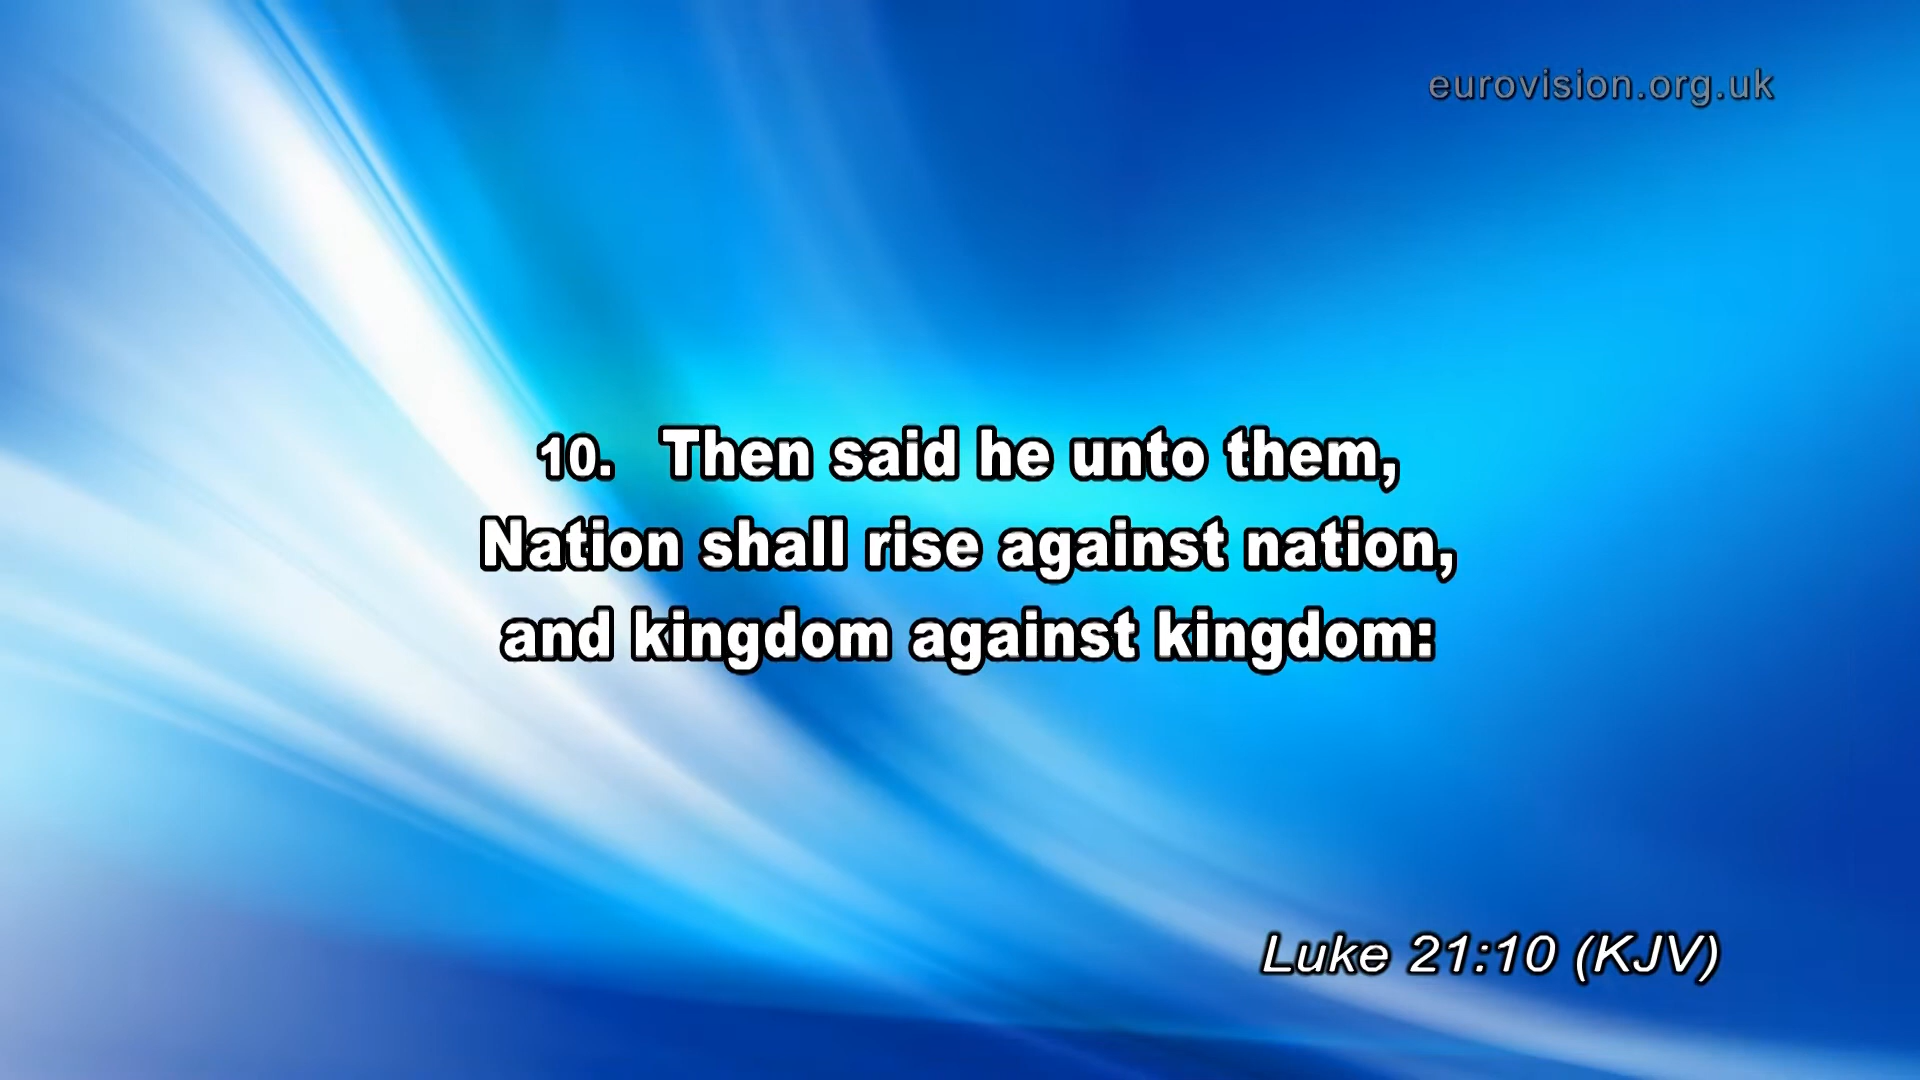 eurovision.org.uk
10. Then said he unto them,
Nation shall rise against nation,
and kingdom against kingdom:
Luke 21:10 (KJV)